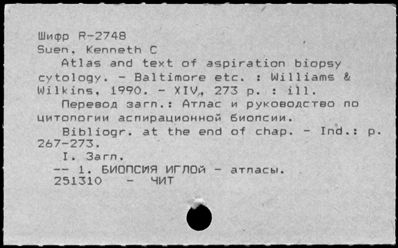 Шифр R-2748
Suen, Kenneth C
Atlas and text of aspiration biopsy
cytology. - Baltimore etc. : Williams &
Wilkins, 1990. - XIV, 273 p. : ill.
Перевод загл.: Атлас и руководство по
цитологии аспирационной биопсии.
Bibliogr. at the end of chap. - Ind.: p.
267-273.
I. Загл.
-- 1. БИОПСИЯ ИГЛОЙ - атласы.
251310 - ЧИТ